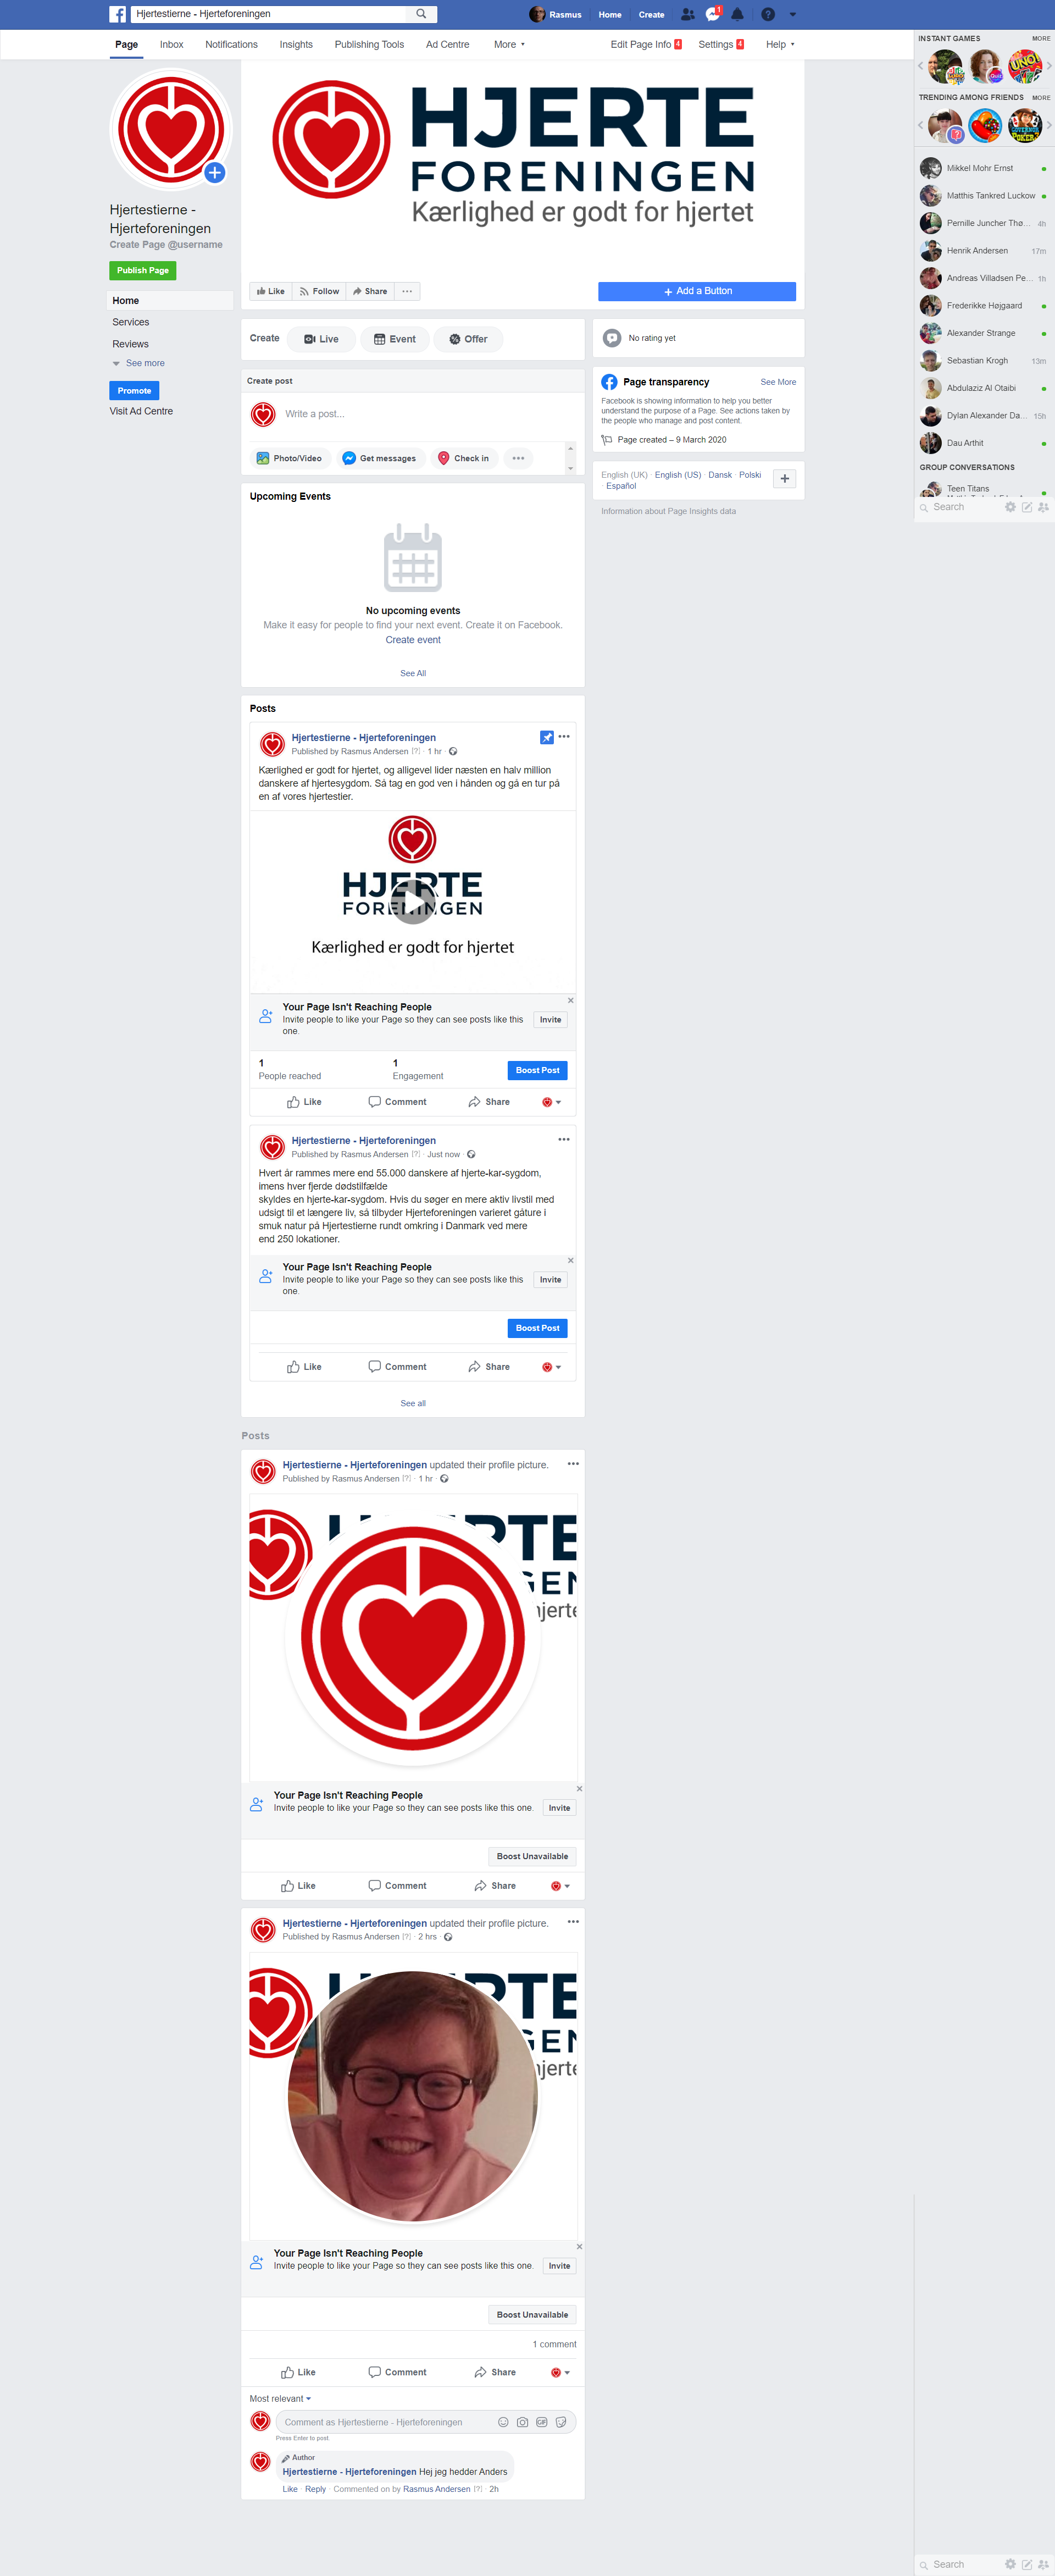 Hjertestierne - Hjerteforeningen
Rasmus Home Create
1
Page Inbox Notifications Insights Publishing Tools Ad Centre More Edit Page Info 4 Settings 4 Help
Hjertestierne -
Hjerteforeningen
Create Page @username
Publish Page
Home
Services
Reviews
See more
Promote
Visit Ad Centre
HJERTE
FORENINGEN
Kærlighed er godt for hjertet
Like Follow Share ...
+ Add a Button
Create Live Event Offer
Create post
Write a post...
Photo/Video Get messages Check in
Upcoming Events
No upcoming events
Make it easy for people to find your next event. Create it on Facebook.
Create event
See All
Posts
Hjertestierne - Hjerteforeningen
Published by Rasmus Andersen [?] · 1 hr ·
Kærlighed er godt for hjertet, og alligevel lider næsten en halv million
danskere af hjertesygdom. Så tag en god ven i hånden og gå en tur på
en af vores hjertestier.
HJERTE
FORENINGEN
Kærlighed er godt for hjertet
Your Page Isn't Reaching People
Invite people to like your Page so they can see posts like this
one.
Invite
1 1
People reached Engagement
Boost Post
Like Comment Share
Hjertestierne - Hjerteforeningen
Published by Rasmus Andersen [?] · Just now ·
Hvert år rammes mere end 55.000 danskere af hjerte-kar-sygdom,
imens hver fjerde dødstilfælde
skyldes en hjerte-kar-sygdom. Hvis du søger en mere aktiv livstil med
udsigt til et længere liv, så tilbyder Hjerteforeningen varieret gåture i
smuk natur på Hjertestierne rundt omkring i Danmark ved mere
end 250 lokationer.
Your Page Isn't Reaching People
Invite people to like your Page so they can see posts like this
one.
Invite
Boost Post
Like Comment Share
See all
Posts
Hjertestierne - Hjerteforeningen updated their profile picture.
Published by Rasmus Andersen [?] · 1 hr ·
Your Page Isn't Reaching People
Invite people to like your Page so they can see posts like this one.
Invite
Boost Unavailable
Like Comment Share
Hjertestierne - Hjerteforeningen updated their profile picture.
Published by Rasmus Andersen [?] · 2 hrs ·
Your Page Isn't Reaching People
Invite people to like your Page so they can see posts like this one.
Invite
Boost Unavailable
1 comment
Like Comment Share
Most relevant
Comment as Hjertestierne - Hjerteforeningen
Press Enter to post.
Author
Hjertestierne - Hjerteforeningen Hej jeg hedder Anders
Like · Reply · Commented on by Rasmus Andersen [?] · 2h
No rating yet
Page transparency See More
Facebook is showing information to help you better
understand the purpose of a Page. See actions taken by
the people who manage and post content.
Page created – 9 March 2020
English (UK) · English (US) · Dansk · Polski
· Español
Information about Page Insights data
INSTANT GAMES MORE
UNO!
TRENDING AMONG FRIENDS MORE
Mikkel Mohr Ernst
Matthis Tankred Luckow
Pernille Juncher Thø... 4h
Henrik Andersen 17m
Andreas Villadsen Pe... 1h
Frederikke Højgaard
Alexander Strange
Sebastian Krogh 13m
Abdulaziz Al Otaibi
Dylan Alexander Da... 15h
Dau Arthit
GROUP CONVERSATIONS
Teen Titans
Search
Search